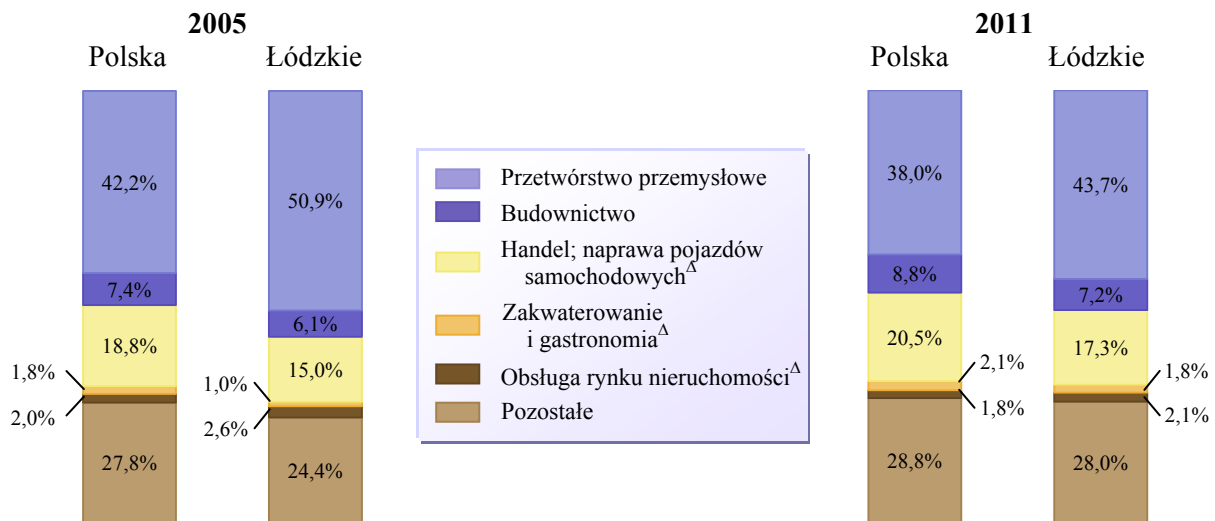 2005
Polska
Łódzkie
42,2%
7,4%
18,8%
1,8%
2,0%
27,8%
50,9%
6,1%
15,0%
1,0%
2,6%
24,4%
Przetwórstwo przemysłowe
Budownictwo
Handel; naprawa pojazdów
samochodowych^Δ
Zakwaterowanie
i gastronomia^Δ
Obsługa rynku nieruchomości^Δ
Pozostałe
2011
Polska
Łódzkie
38,0%
8,8%
20,5%
2,1%
1,8%
28,8%
43,7%
7,2%
17,3%
1,8%
2,1%
28,0%